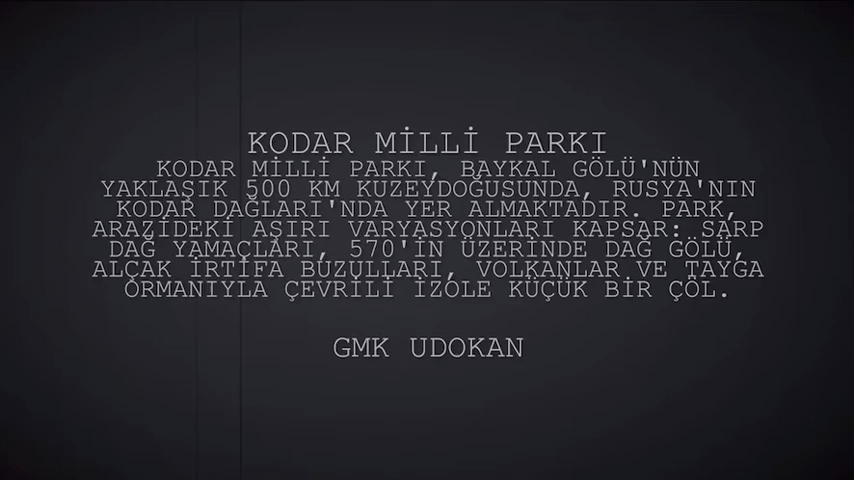 KODAR MİLLİ PARKI
KODAR MİLLİ PARKI, BAYKAL GÖLÜ'NÜN
YAKLAŞIK 500 KM KUZEYDOĞUSUNDA, RUSYA'NIN
KODAR DAĞLARI'NDA YER ALMAKTADIR. PARK,
ARAZİDEKİ AŞIRI VARYASYONLARI KAPSAR: SARP
DAĞ YAMAÇLARI, 570'İN ÜZERİNDE DAĞ GÖLÜ,
ALÇAK İRTİFA BUZULLARI, VOLKANLAR VE TAYGA
ORMANIYLA ÇEVRİLİ İZOLE KÜÇÜK BİR ÇÖL.
GMK UDOKAN